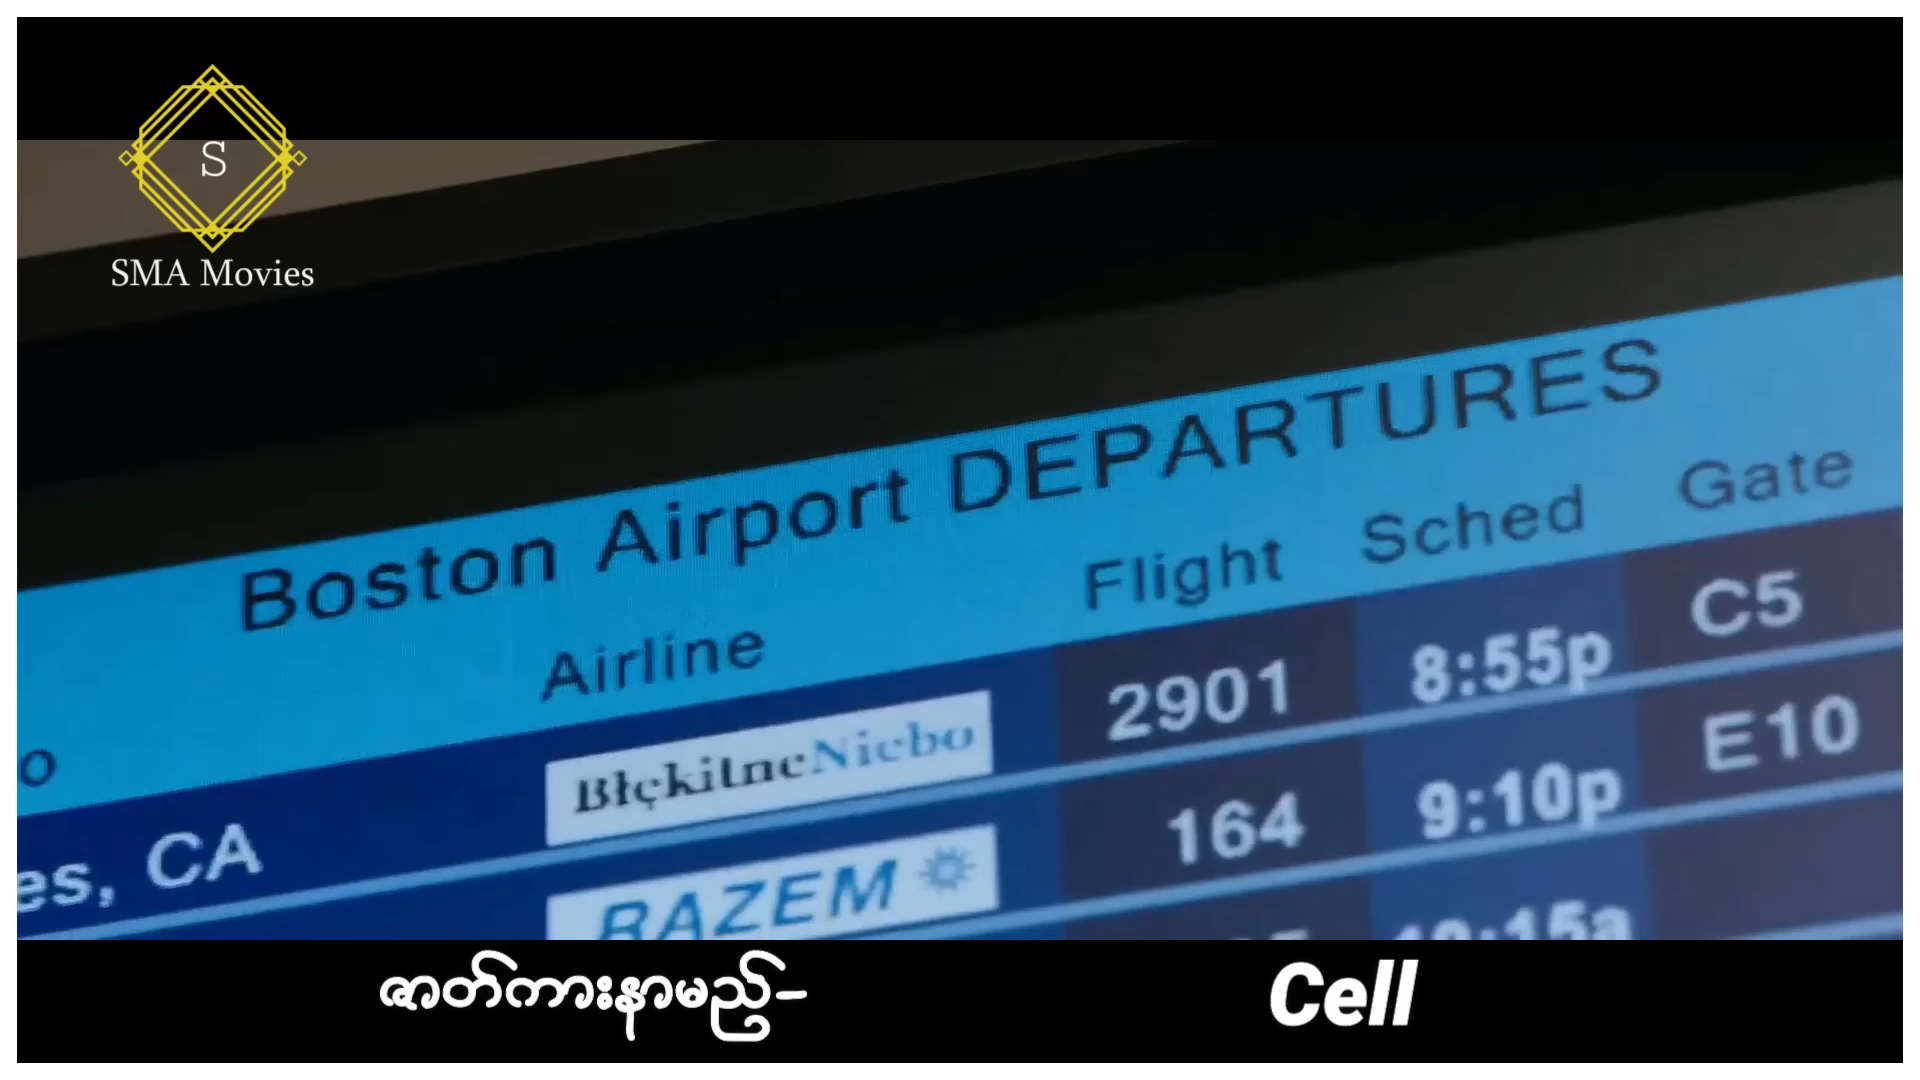 S
SMA Movies
Boston Airport DEPARTURES
Airline Flight Sched Gate
BłękitneNiebo 2901 8:55p C5
es, CA
RAZEM 164 9:10p E10
ဇာတ်ကားနာမည်- Cell